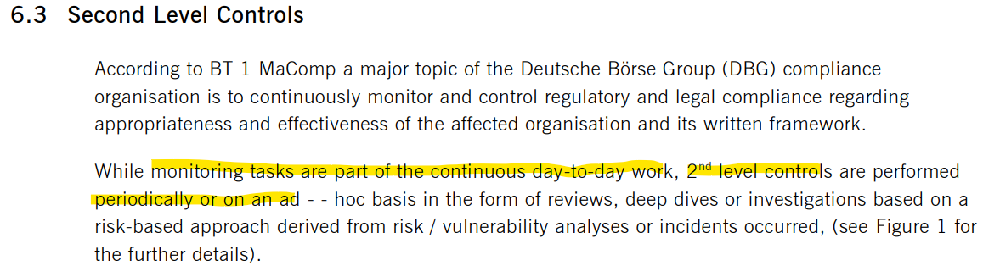 6.3 Second Level Controls
According to BT 1 MaComp a major topic of the Deutsche Börse Group (DBG) compliance
organisation is to continuously monitor and control regulatory and legal compliance regarding
appropriateness and effectiveness of the affected organisation and its written framework.
While monitoring tasks are part of the continuous day-to-day work, 2nd level controls are performed
periodically or on an ad - - hoc basis in the form of reviews, deep dives or investigations based on a
risk-based approach derived from risk / vulnerability analyses or incidents occurred, (see Figure 1 for
the further details).